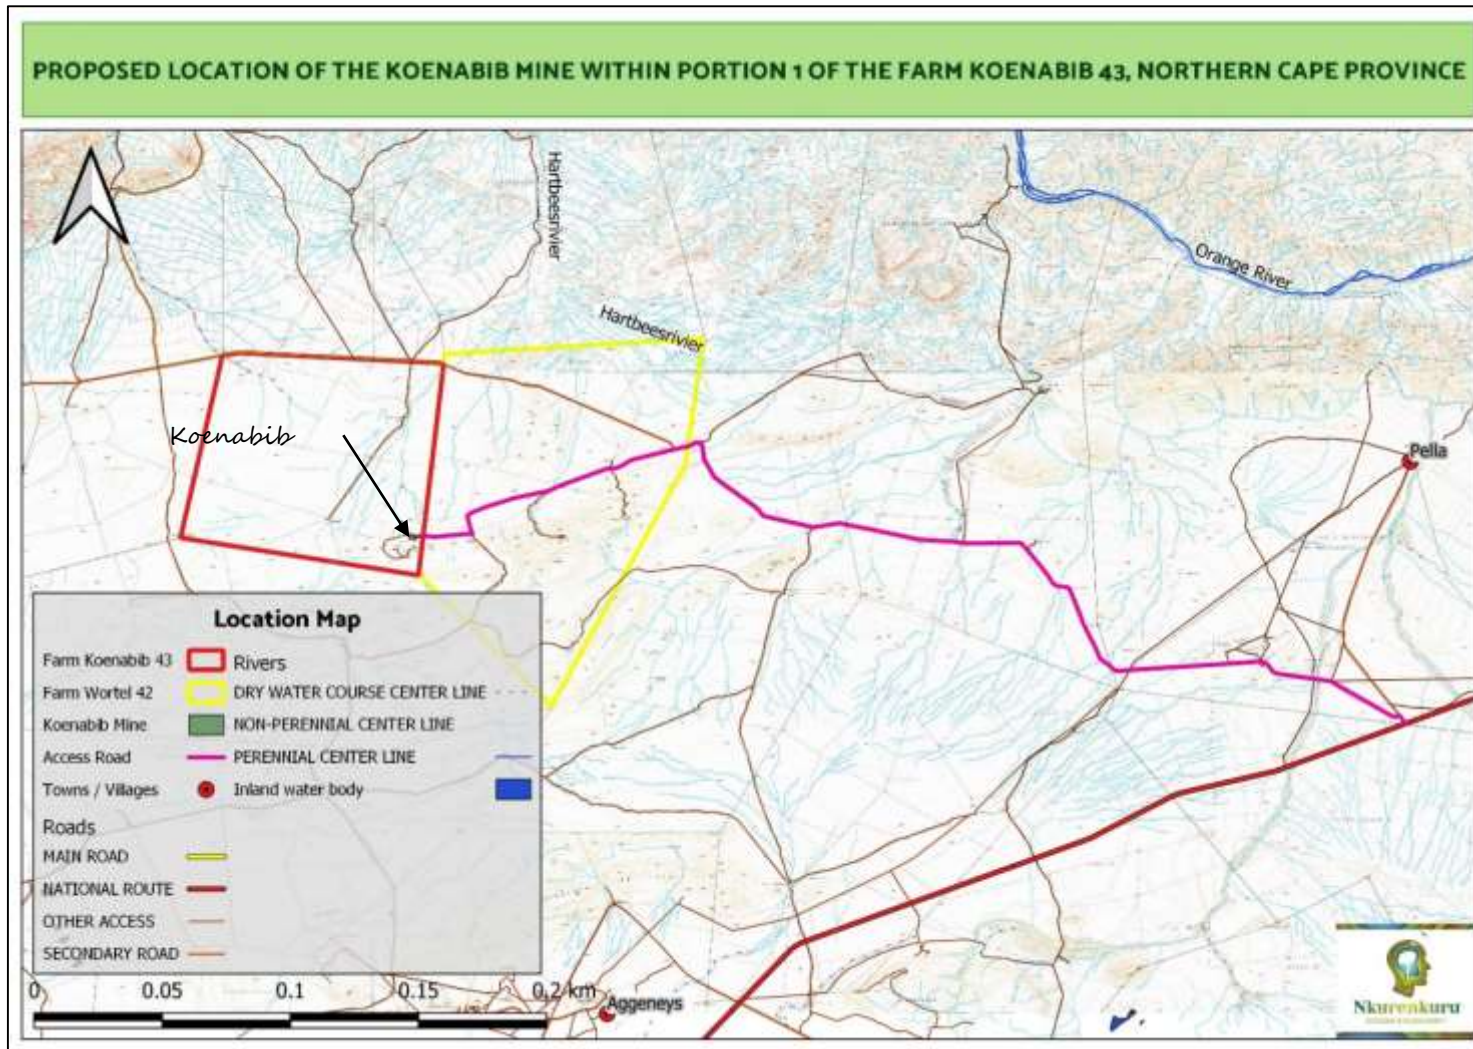 PROPOSED LOCATION OF THE KOENABIB MINE WITHIN PORTION 1 OF THE FARM KOENABIB 43, NORTHERN CAPE PROVINCE
Hartbeesrivier
Orange River
Hartbeesrivier
Koenabib
Pella
Location Map
Farm Koenabib 43
Rivers
Farm Wortel 42
DRY WATER COURSE CENTER LINE
Koenabib Mine
NON-PERENNIAL CENTER LINE
Access Road
PERENNIAL CENTER LINE
Towns / Villages
Inland water body
Roads
MAIN ROAD
NATIONAL ROUTE
OTHER ACCESS
SECONDARY ROAD
0 0.05 0.1 0.15 0.2 km
Aggeneys
Nkurenkuru